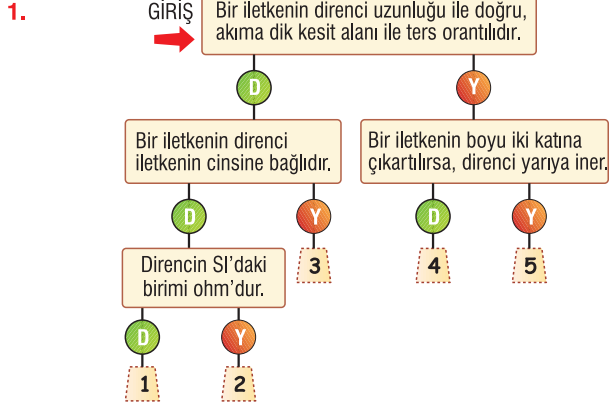 1.
GİRİŞ
Bir iletkenin direnci uzunluğu ile doğru,
akıma dik kesit alanı ile ters orantılıdır.
D
Y
Bir iletkenin direnci
iletkenin cinsine bağlıdır.
Bir iletkenin boyu iki katına
çıkartılırsa, direnci yarıya iner.
D
Y
D
Y
Direncin SI'daki
birimi ohm'dur.
3
4
5
D
Y
1
2